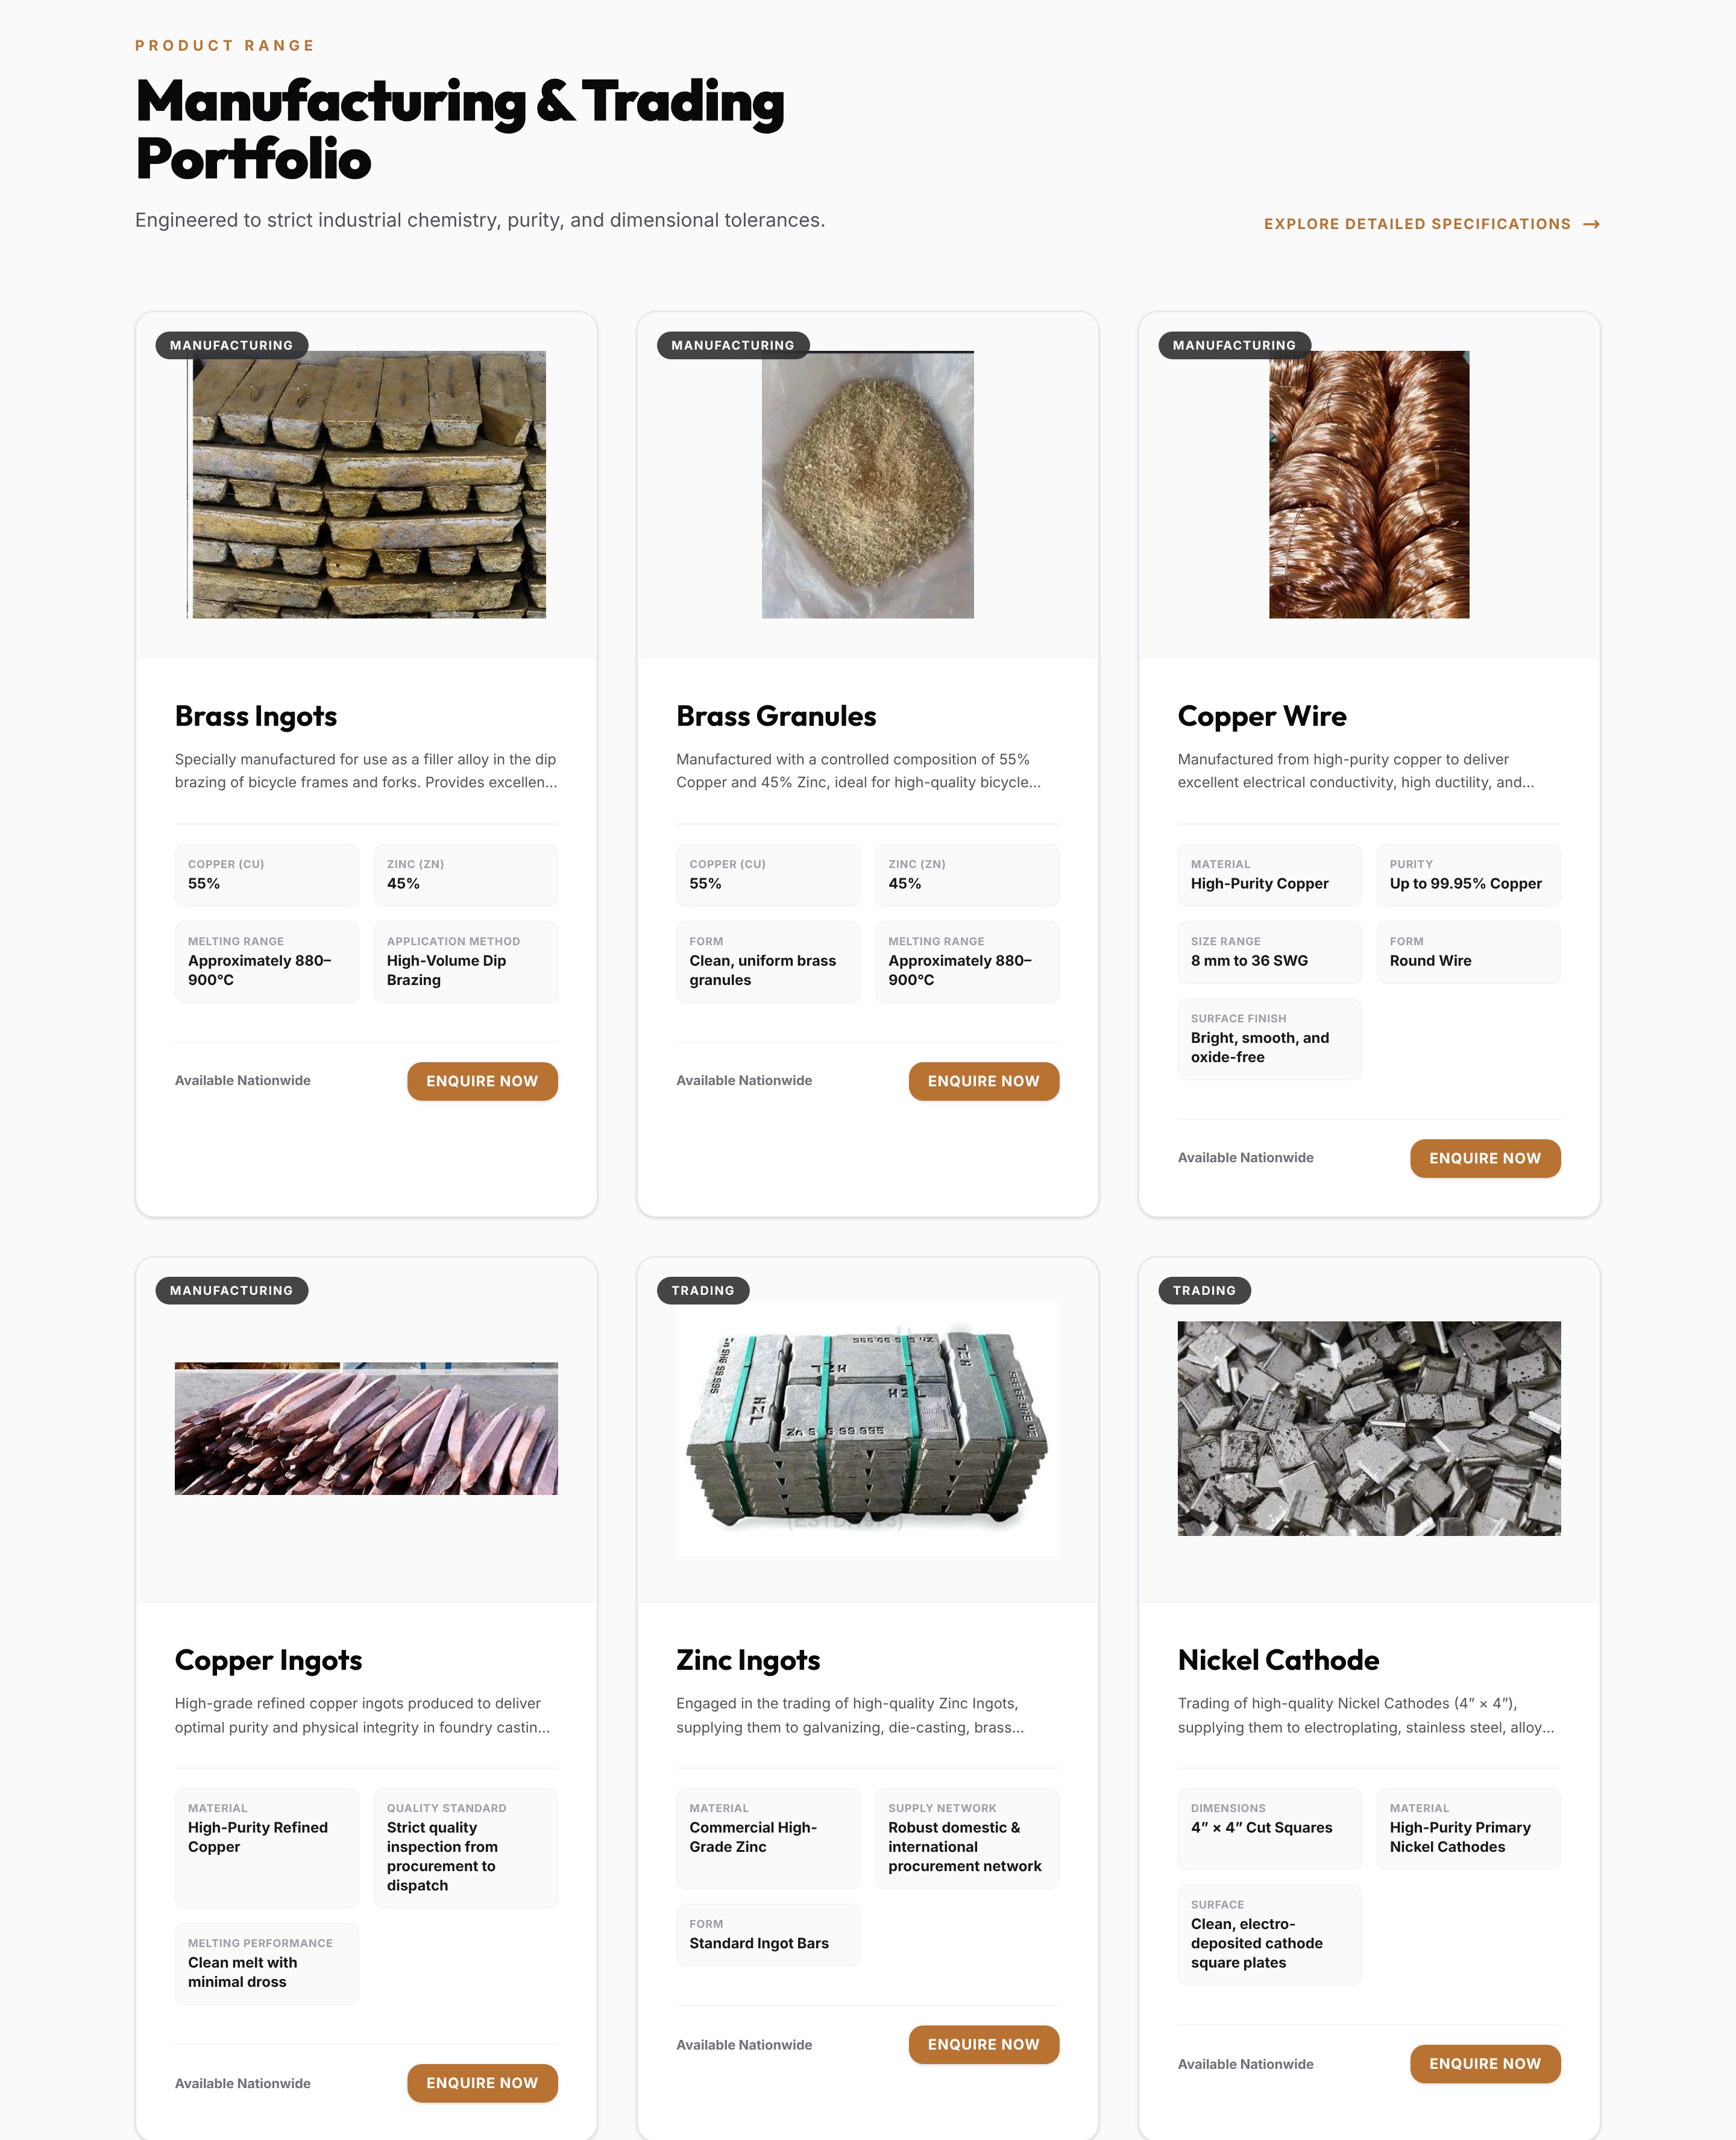 PRODUCT RANGE
Manufacturing & Trading
Portfolio
Engineered to strict industrial chemistry, purity, and dimensional tolerances.
EXPLORE DETAILED SPECIFICATIONS →
MANUFACTURING
Brass Ingots
Specially manufactured for use as a filler alloy in the dip
brazing of bicycle frames and forks. Provides excellen...
COPPER (CU)
55%
ZINC (ZN)
45%
MELTING RANGE
Approximately 880–
900°C
APPLICATION METHOD
High-Volume Dip
Brazing
Available Nationwide
ENQUIRE NOW
MANUFACTURING
Brass Granules
Manufactured with a controlled composition of 55%
Copper and 45% Zinc, ideal for high-quality bicycle...
COPPER (CU)
55%
ZINC (ZN)
45%
FORM
Clean, uniform brass
granules
MELTING RANGE
Approximately 880–
900°C
Available Nationwide
ENQUIRE NOW
MANUFACTURING
Copper Wire
Manufactured from high-purity copper to deliver
excellent electrical conductivity, high ductility, and...
MATERIAL
High-Purity Copper
PURITY
Up to 99.95% Copper
SIZE RANGE
8 mm to 36 SWG
FORM
Round Wire
SURFACE FINISH
Bright, smooth, and
oxide-free
Available Nationwide
ENQUIRE NOW
MANUFACTURING
Copper Ingots
High-grade refined copper ingots produced to deliver
optimal purity and physical integrity in foundry castin...
MATERIAL
High-Purity Refined
Copper
QUALITY STANDARD
Strict quality
inspection from
procurement to
dispatch
MELTING PERFORMANCE
Clean melt with
minimal dross
Available Nationwide
ENQUIRE NOW
TRADING
HZL
HZL
HZL
HZL
Zn SHG 99.995
Zinc Ingots
Engaged in the trading of high-quality Zinc Ingots,
supplying them to galvanizing, die-casting, brass...
MATERIAL
Commercial High-
Grade Zinc
SUPPLY NETWORK
Robust domestic &
international
procurement network
FORM
Standard Ingot Bars
Available Nationwide
ENQUIRE NOW
TRADING
Nickel Cathode
Trading of high-quality Nickel Cathodes (4” × 4”),
supplying them to electroplating, stainless steel, alloy...
DIMENSIONS
4” × 4” Cut Squares
MATERIAL
High-Purity Primary
Nickel Cathodes
SURFACE
Clean, electro-
deposited cathode
square plates
Available Nationwide
ENQUIRE NOW